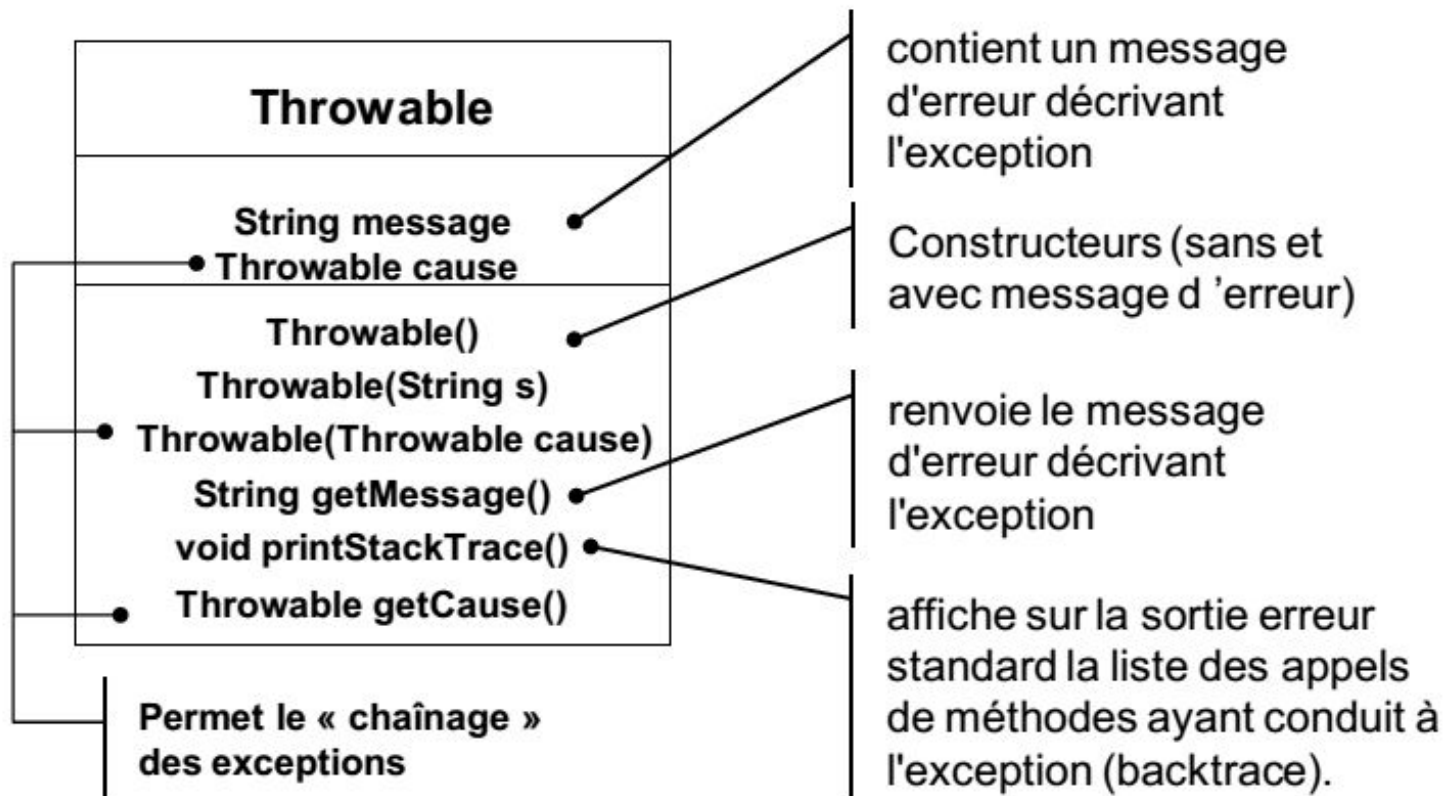 Throwable
String message
Throwable cause
Throwable()
Throwable(String s)
Throwable(Throwable cause)
String getMessage()
void printStackTrace()
Throwable getCause()
Permet le « chaînage »
des exceptions
contient un message
d'erreur décrivant
l'exception
Constructeurs (sans et
avec message d ’erreur)
renvoie le message
d'erreur décrivant
l'exception
affiche sur la sortie erreur
standard la liste des appels
de méthodes ayant conduit à
l'exception (backtrace).